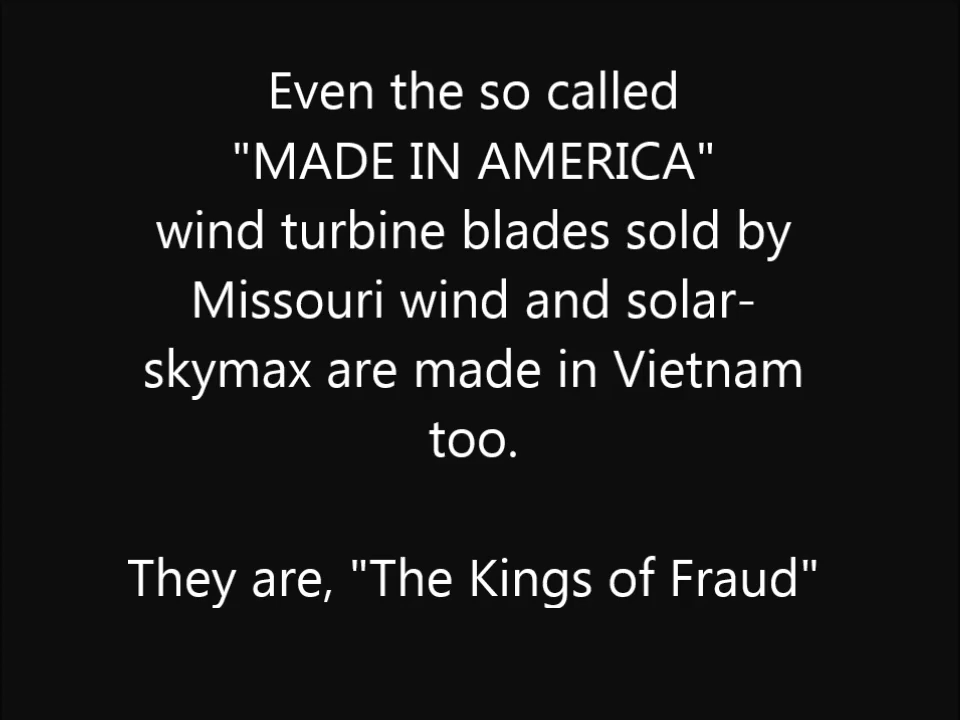 Even the so called
"MADE IN AMERICA"
wind turbine blades sold by
Missouri wind and solar-
skymax are made in Vietnam
too.
They are, "The Kings of Fraud"